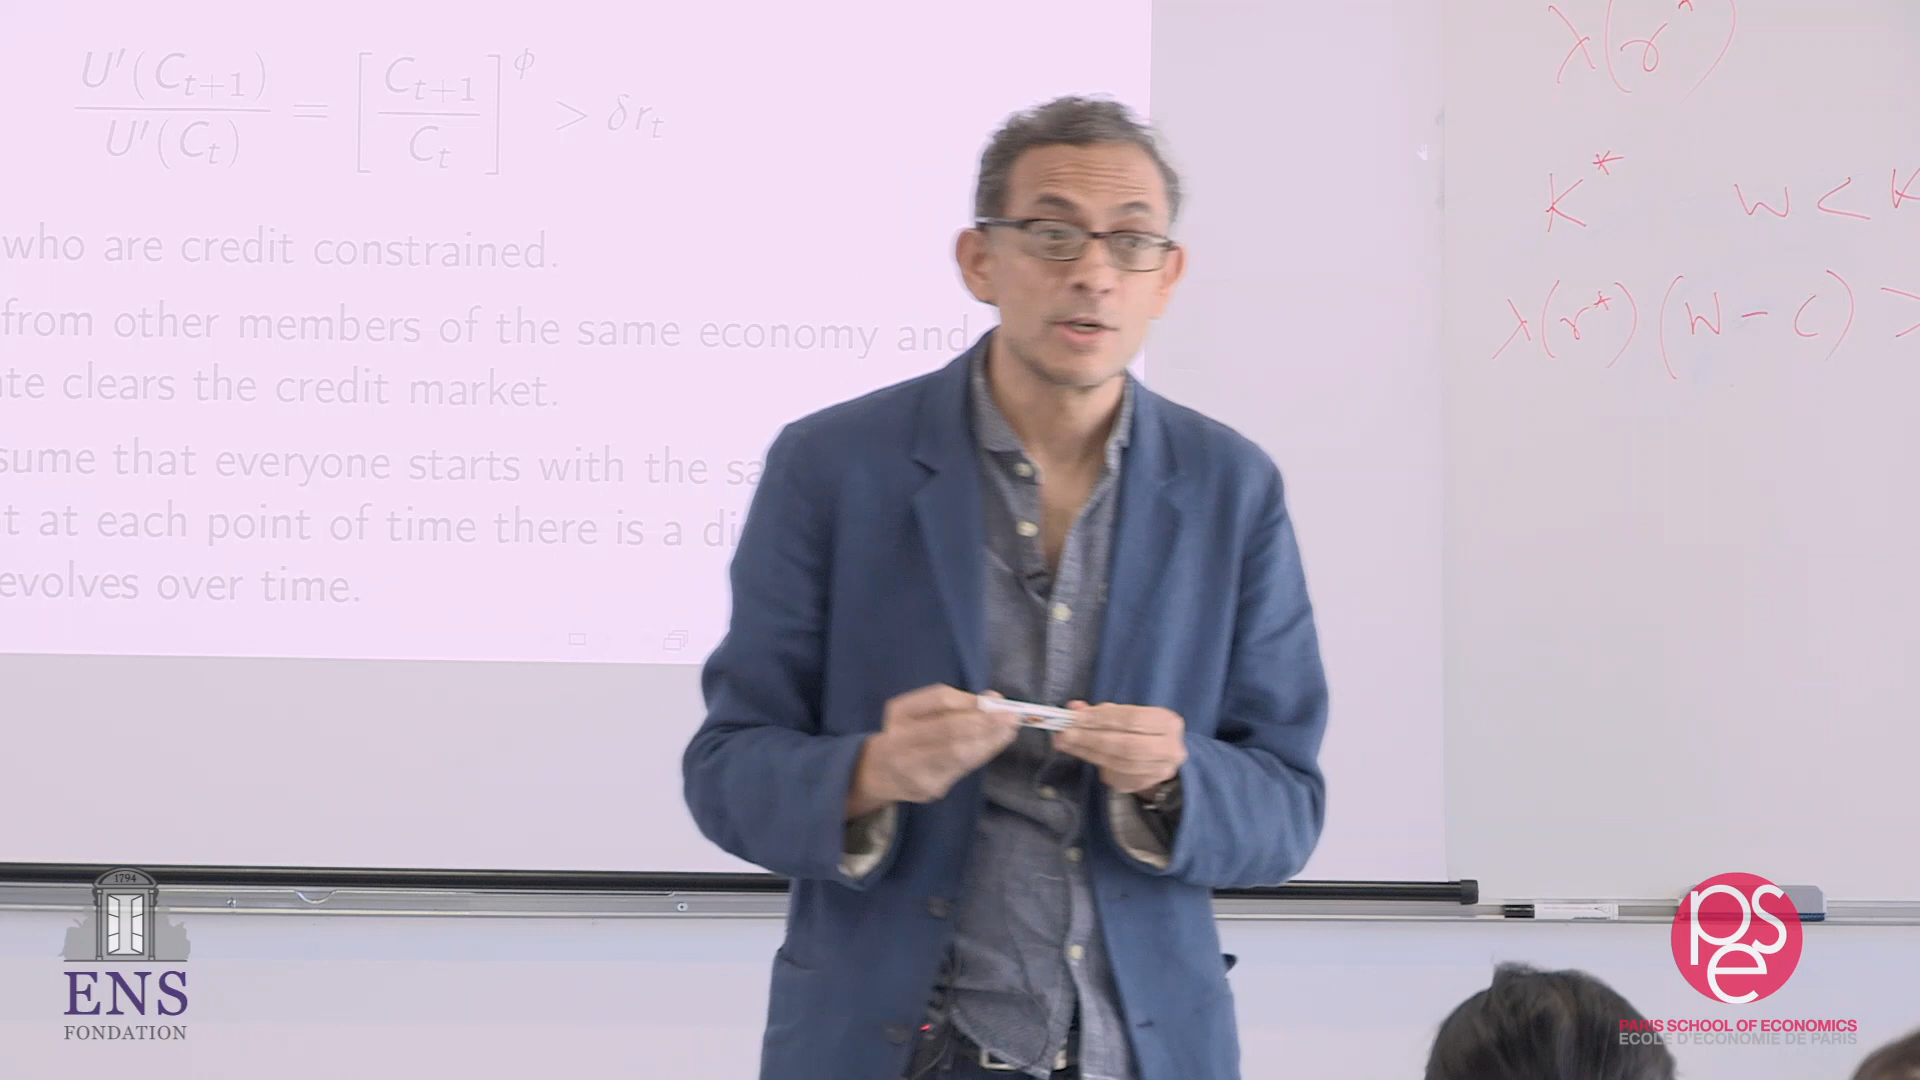 U'(C_{t+1}) / U'(C_t) = [C_{t+1} / C_t]^ϕ > δr_t
who are credit constrained.
from other members of the same economy and
te clears the credit market.
sume that everyone starts with the sa
t at each point of time there is a di
evolves over time.
λ(r*)
K* W < K
λ(r*)(W - C) >
1794
ENS
FONDATION
pse
PARIS SCHOOL OF ECONOMICS
ECOLE D'ECONOMIE DE PARIS